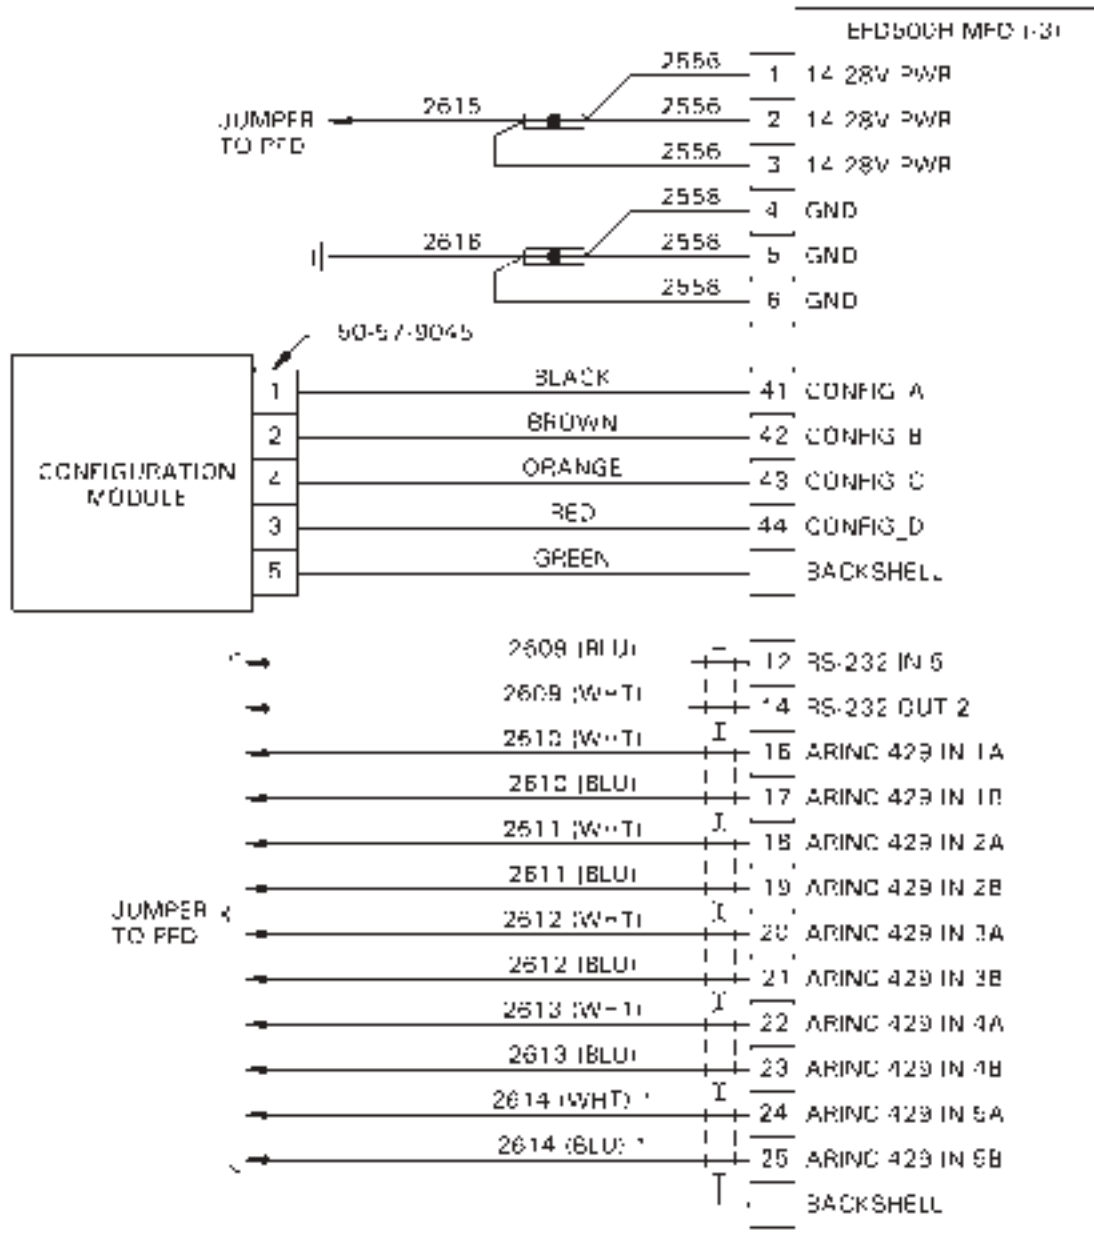 EFD500H MFD (-3)
2556 1 14-28V PWR
JUMPER TO PFD 2615 2556 2 14-28V PWR
2556 3 14-28V PWR
2558 4 GND
2616 2558 5 GND
2558 6 GND
50-57-9045
CONFIGURATION MODULE
1 BLACK 41 CONFIG_A
2 BROWN 42 CONFIG_B
4 ORANGE 43 CONFIG_C
3 RED 44 CONFIG_D
5 GREEN BACKSHELL
2609 (BLU) 12 RS-232 IN 5
2609 (WHT) 14 RS-232 OUT 2
2610 (WHT) 16 ARINC 429 IN 1A
2610 (BLU) 17 ARINC 429 IN 1B
2611 (WHT) 18 ARINC 429 IN 2A
2611 (BLU) 19 ARINC 429 IN 2B
JUMPER TO PFD
2612 (WHT) 20 ARINC 429 IN 3A
2612 (BLU) 21 ARINC 429 IN 3B
2613 (WHT) 22 ARINC 429 IN 4A
2613 (BLU) 23 ARINC 429 IN 4B
2614 (WHT) * 24 ARINC 429 IN 5A
2614 (BLU) * 25 ARINC 429 IN 5B
BACKSHELL